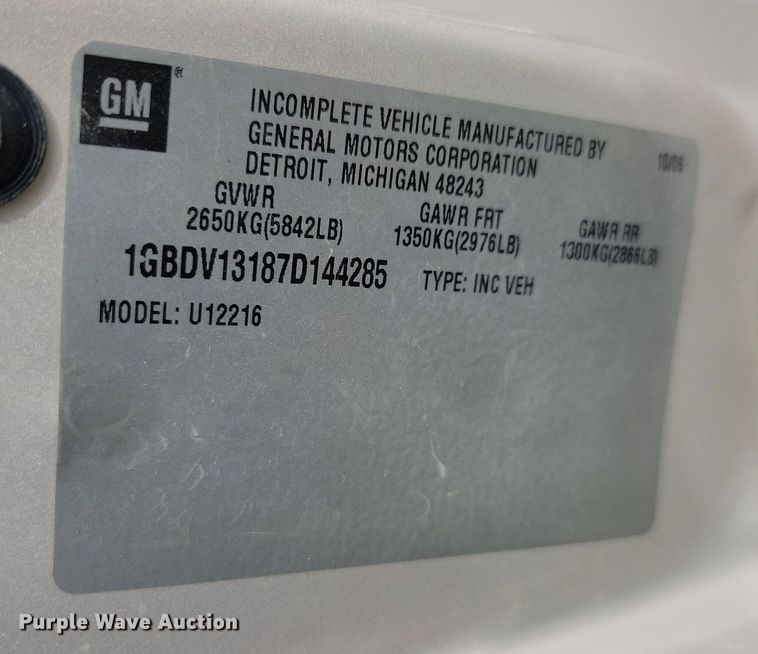 GM ®
INCOMPLETE VEHICLE MANUFACTURED BY
GENERAL MOTORS CORPORATION
DETROIT, MICHIGAN 48243
10/06
GVWR
2650KG(5842LB)
GAWR FRT
1350KG(2976LB)
GAWR RR
1300KG(2866LB)
1GBDV13187D144285
TYPE: INC VEH
MODEL: U12216
Purple Wave Auction